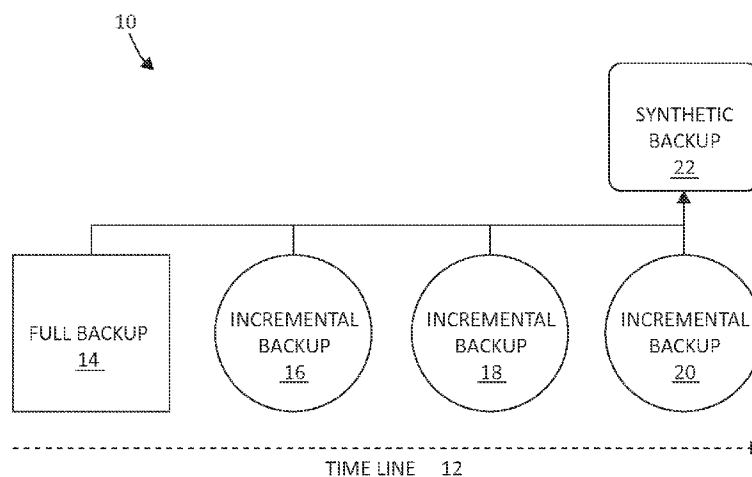 10
SYNTHETIC
BACKUP
22
FULL BACKUP
14
INCREMENTAL
BACKUP
16
INCREMENTAL
BACKUP
18
INCREMENTAL
BACKUP
20
TIME LINE 12